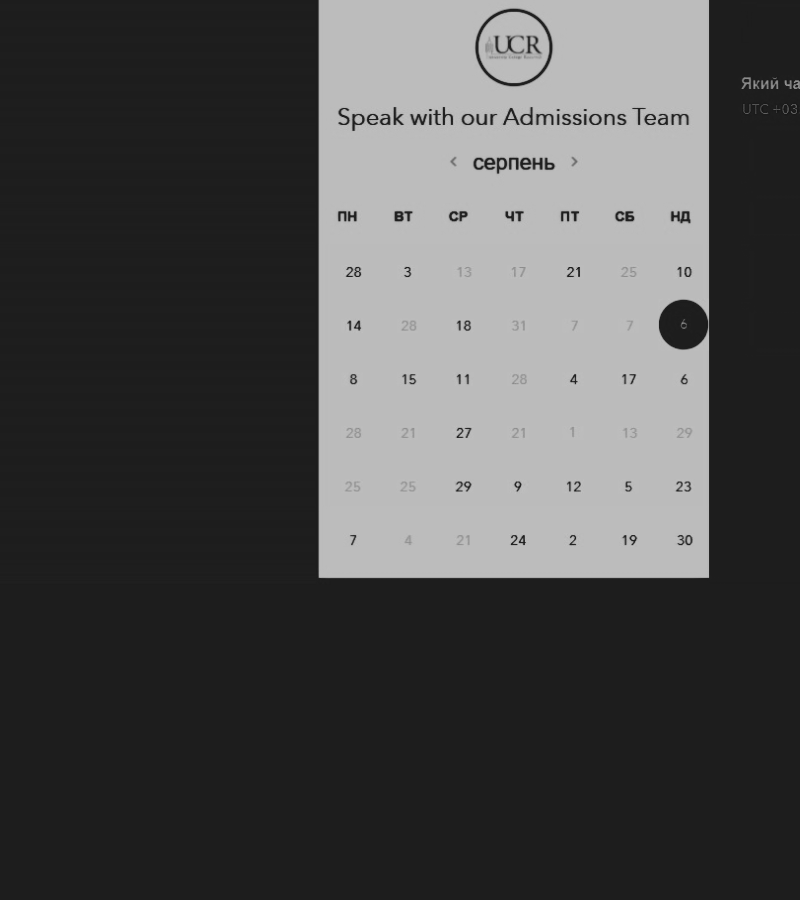 UCR
Speak with our Admissions Team
< серпень >
ПН ВТ СР ЧТ ПТ СБ НД
28 3 13 17 21 25 10
14 28 18 31 7 7 6
8 15 11 28 4 17 6
28 21 27 21 1 13 29
25 25 29 9 12 5 23
7 4 21 24 2 19 30
Який ча
UTC +03